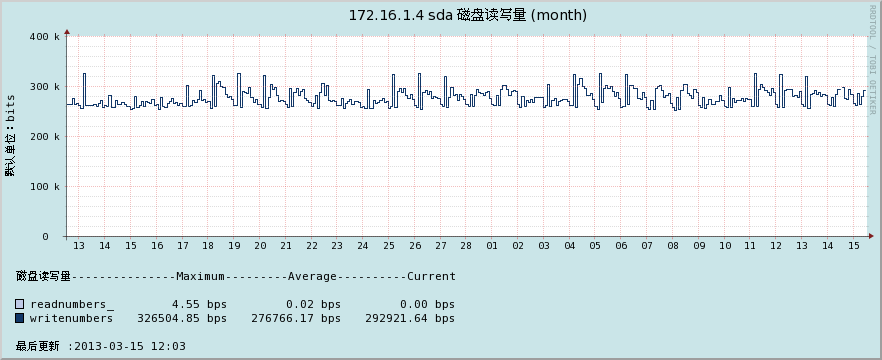 172.16.1.4 sda 磁盘读写量 (month)
RRDTOOL / TOBI OETIKER
默认单位：bits
400 k
300 k
200 k
100 k
0
13 14 15 16 17 18 19 20 21 22 23 24 25 26 27 28 01 02 03 04 05 06 07 08 09 10 11 12 13 14 15
磁盘读写量---------------Maximum---------Average----------Current
readnumbers_ 4.55 bps 0.02 bps 0.00 bps
writenumbers 326504.85 bps 276766.17 bps 292921.64 bps
最后更新 :2013-03-15 12:03